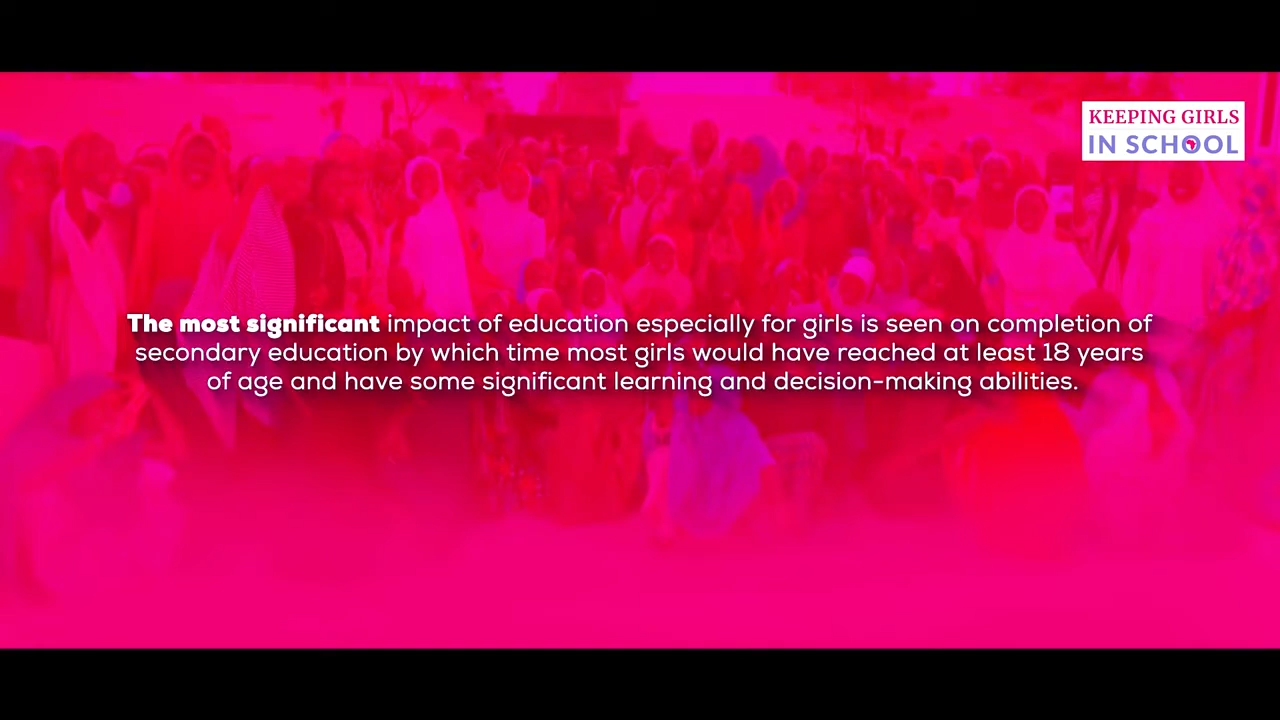 KEEPING GIRLS
IN SCHOOL
The most significant impact of education especially for girls is seen on completion of
secondary education by which time most girls would have reached at least 18 years
of age and have some significant learning and decision-making abilities.